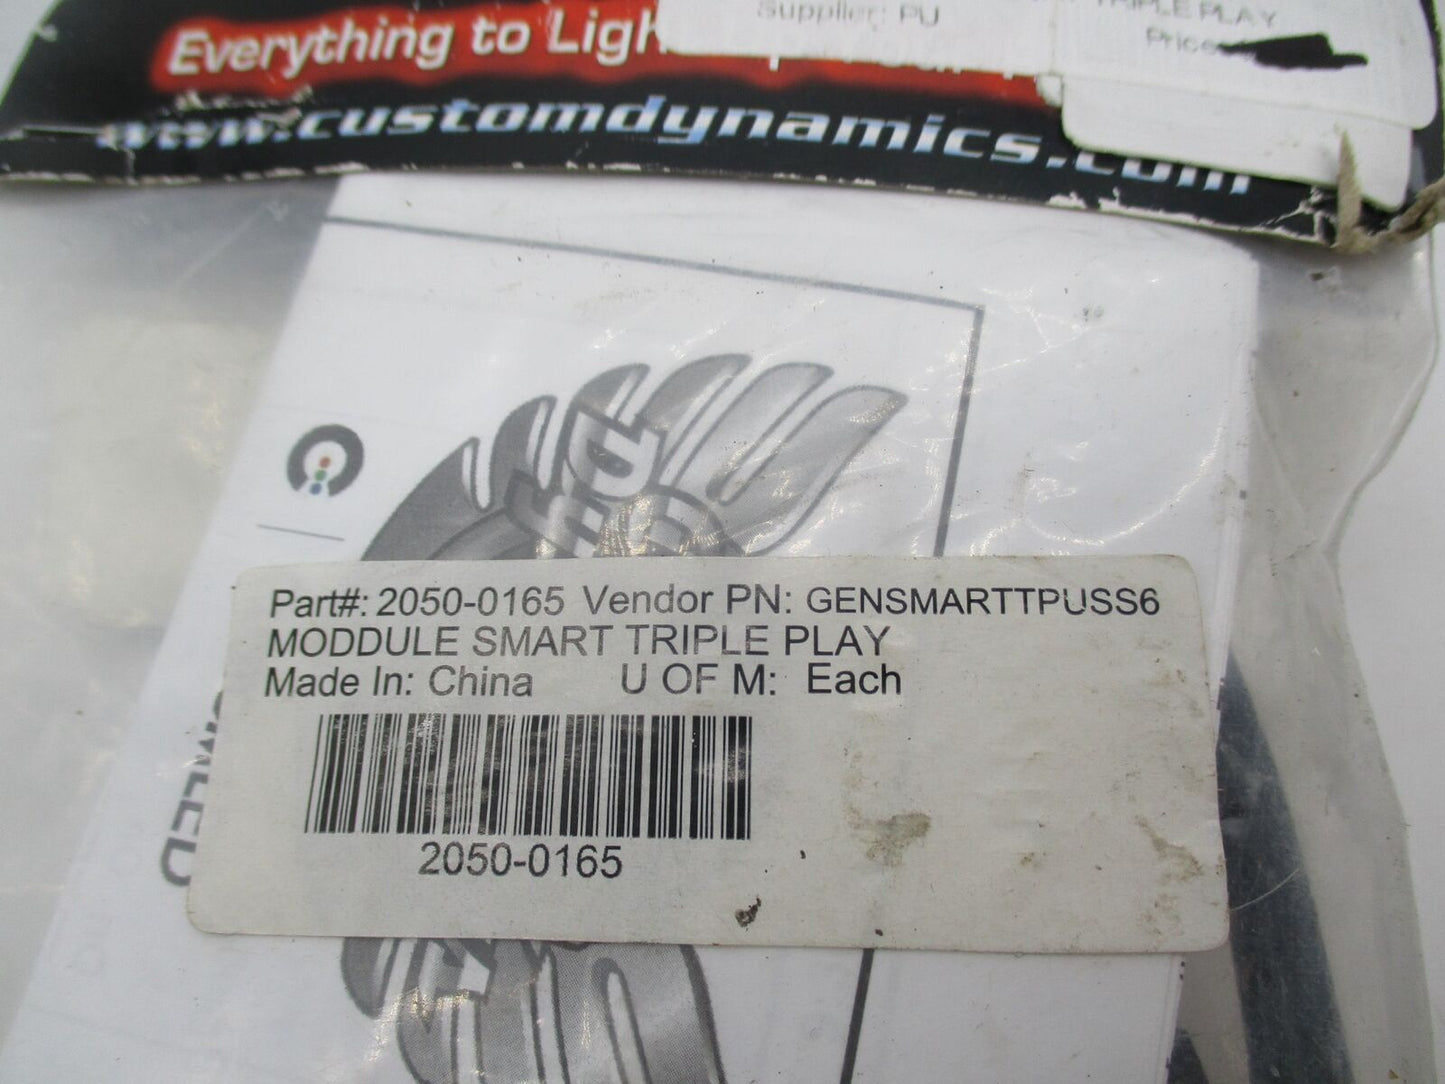 TRIPLE PLAY
Supplier: PU
Price
Everything to Ligh
www.customdynamics.com
Part#: 2050-0165 Vendor PN: GENSMARTTPUSS6
MODDULE SMART TRIPLE PLAY
Made In: China U OF M: Each
2050-0165